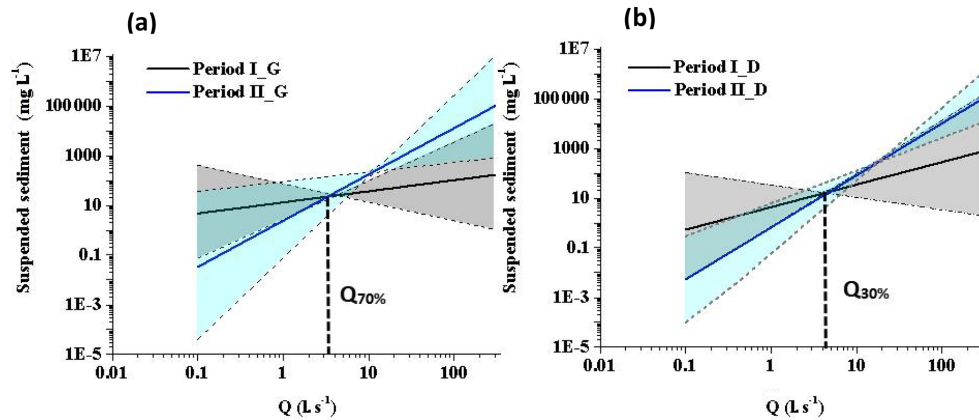 (a)
Period I_G
Period II_G
Suspended sediment (mg L⁻¹)
1E7
100 000
1000
10
0.1
1E-3
1E-5
Q₇₀%
0.01 0.1 1 10 100
Q (L s⁻¹)
(b)
Period I_D
Period II_D
Suspended sediment (mg L⁻¹)
1E7
100 000
1000
10
0.1
1E-3
1E-5
Q₃₀%
0.01 0.1 1 10 100
Q (L s⁻¹)